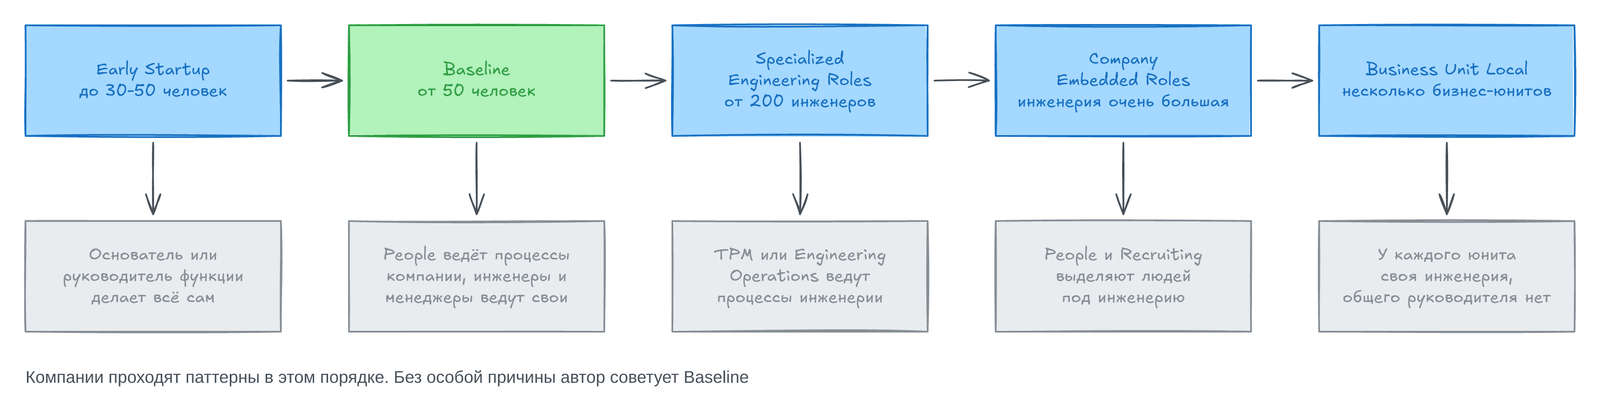 Early Startup
до 30-50 человек
Baseline
от 50 человек
Specialized
Engineering Roles
от 200 инженеров
Company
Embedded Roles
инженерия очень большая
Business Unit Local
несколько бизнес-юнитов
Основатель или
руководитель функции
делает всё сам
People ведёт процессы
компании, инженеры и
менеджеры ведут свои
TPM или Engineering
Operations ведут
процессы инженерии
People и Recruiting
выделяют людей
под инженерию
У каждого юнита
своя инженерия,
общего руководителя нет
Компании проходят паттерны в этом порядке. Без особой причины автор советует Baseline